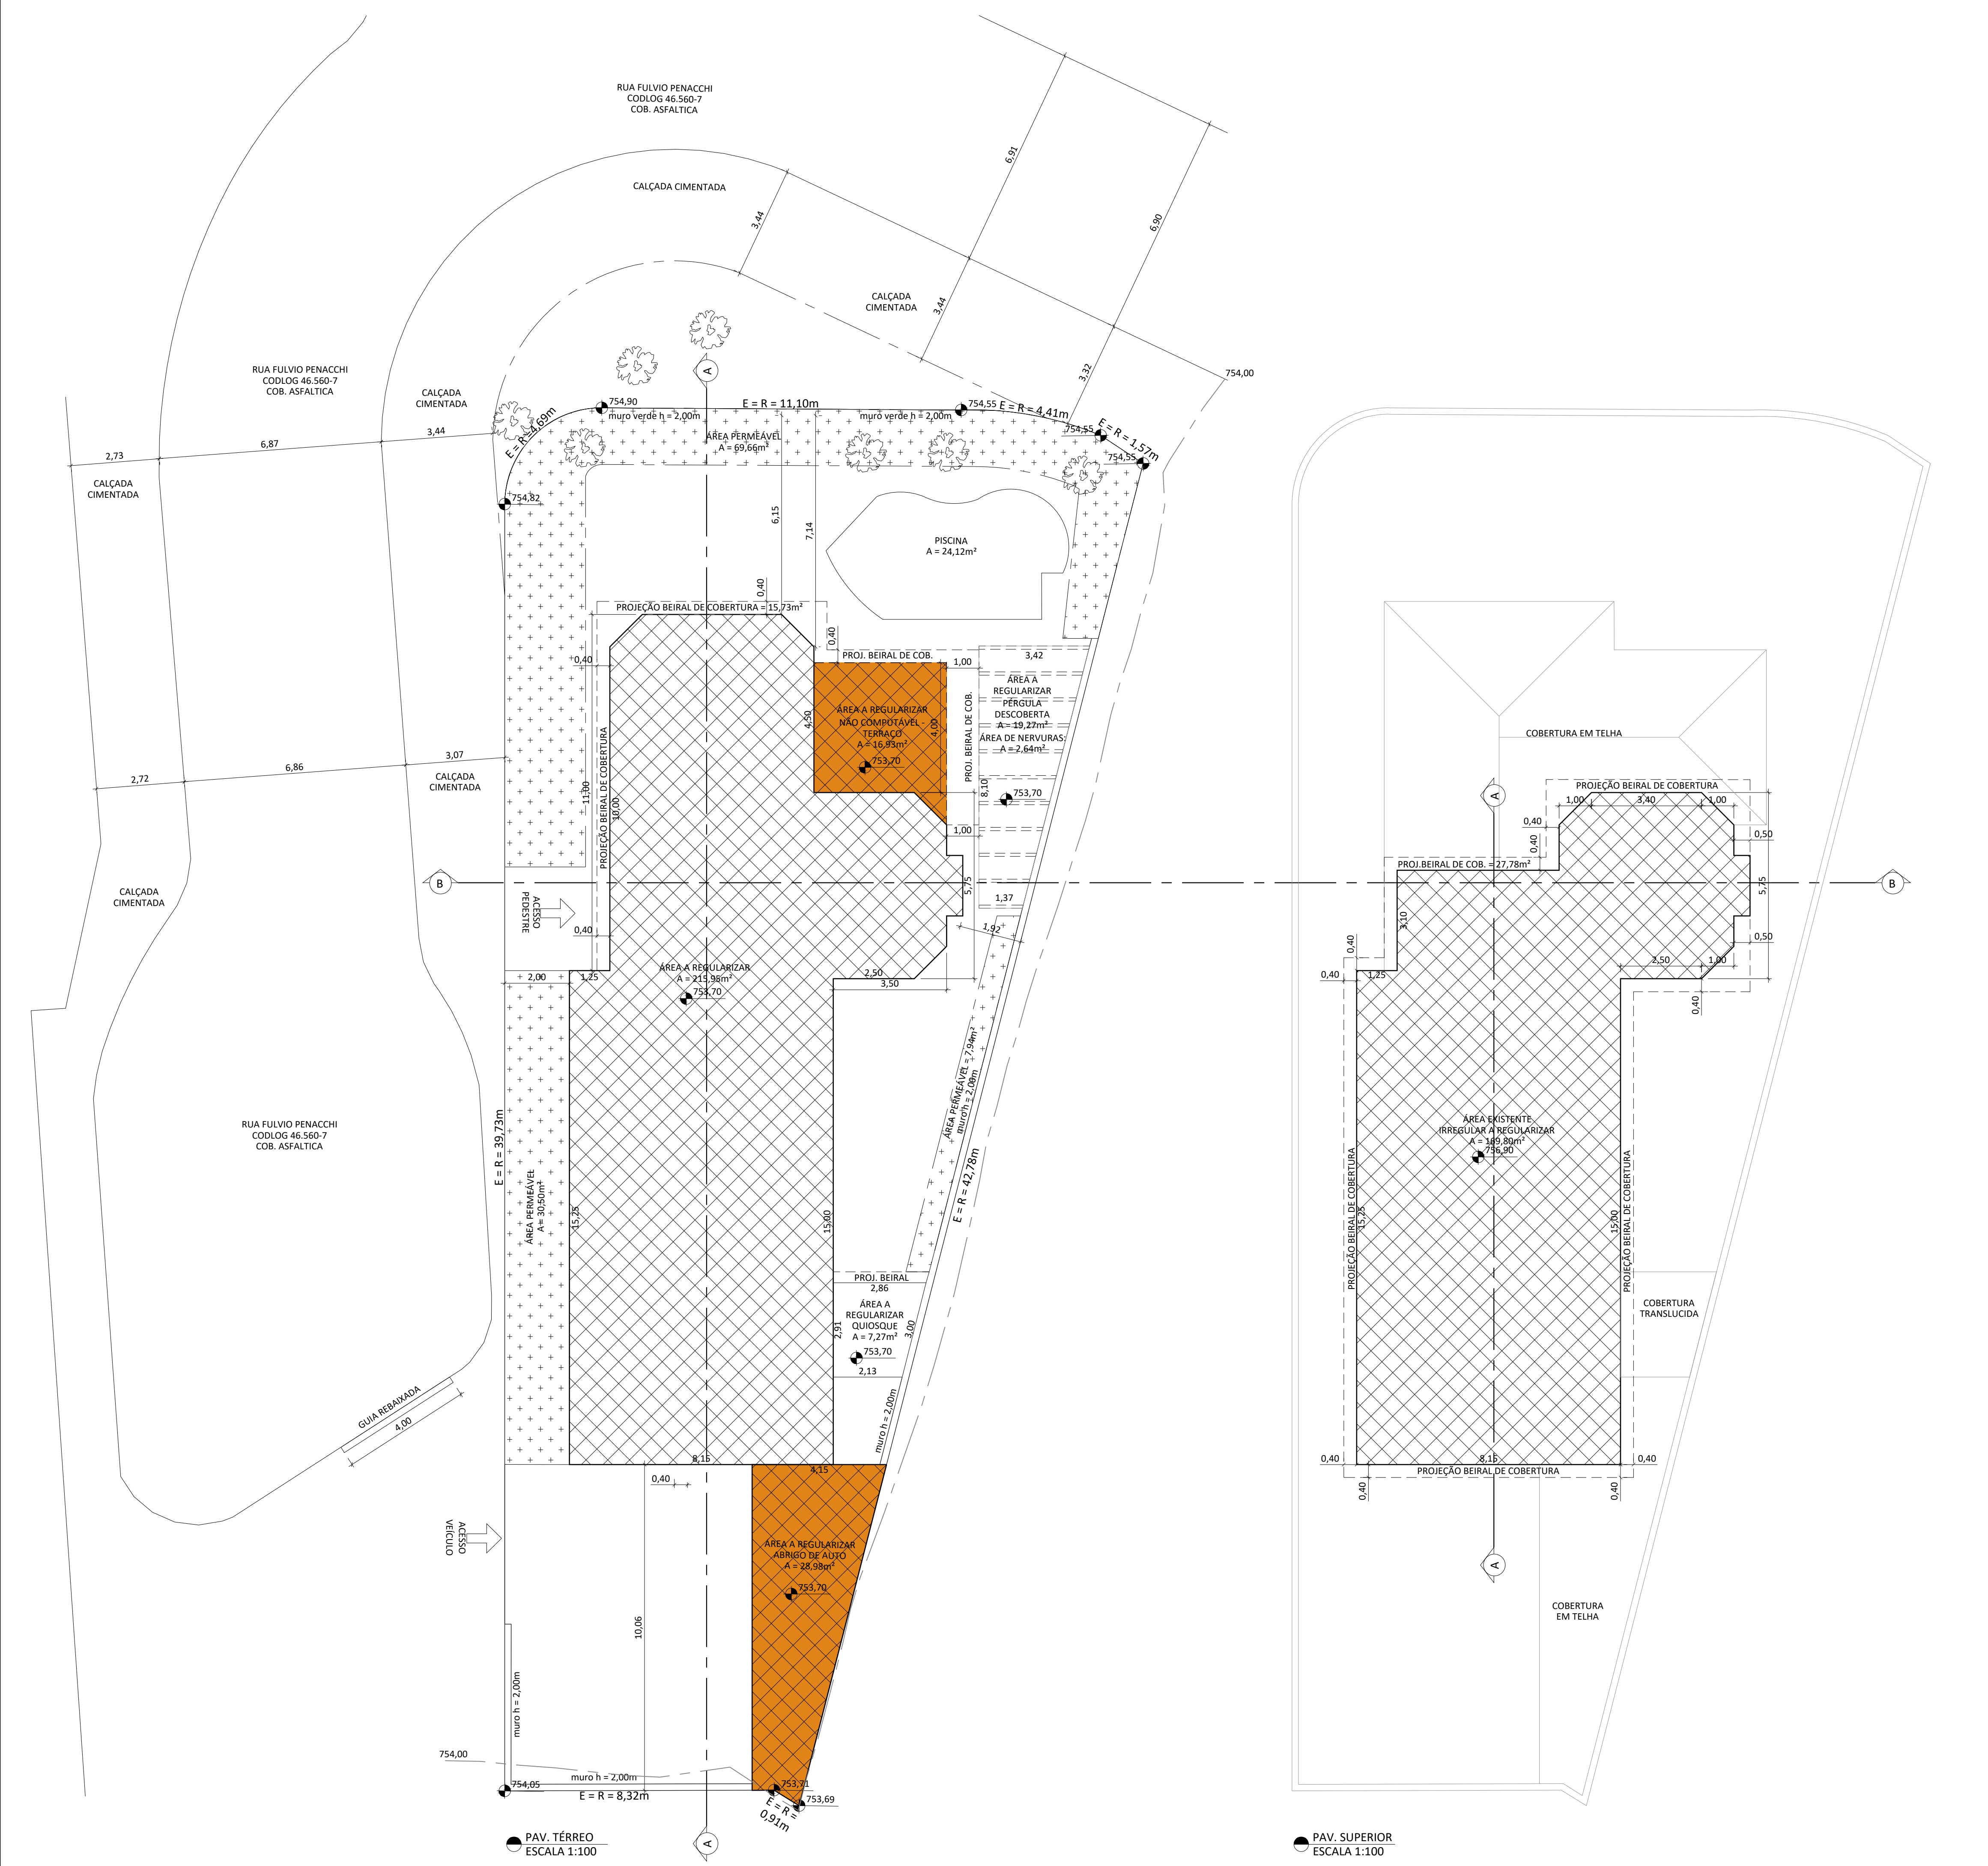 RUA FULVIO PENACCHI
CODLOG 46.560-7
COB. ASFALTICA
CALÇADA CIMENTADA
6,91
6,90
3,44
3,44
3,32
CALÇADA
CIMENTADA
754,00
RUA FULVIO PENACCHI
CODLOG 46.560-7
COB. ASFALTICA
CALÇADA
CIMENTADA
2,73
6,87
3,44
CALÇADA
CIMENTADA
A
E = R = 4,69m
754,90
muro verde h = 2,00m
E = R = 11,10m
muro verde h = 2,00m
754,55
E = R = 4,41m
754,55
E = R = 1,57m
754,55
ÁREA PERMEÁVEL
A = 69,66m²
754,82
6,15
7,14
PISCINA
A = 24,12m²
0,40
PROJEÇÃO BEIRAL DE COBERTURA = 15,73m²
0,40
PROJ. BEIRAL DE COB.
0,40
1,00
3,42
ÁREA A
REGULARIZAR
PÉRGULA
DESCOBERTA
A = 19,27m²
ÁREA DE NERVURAS:
A = 2,64m²
PROJ. BEIRAL DE COB.
4,50
4,00
ÁREA A REGULARIZAR
NÃO COMPUTÁVEL -
TERRAÇO
A = 16,93m²
753,70
8,10
753,70
1,00
PROJEÇÃO BEIRAL DE COBERTURA
11,00
10,00
2,72
6,86
3,07
CALÇADA
CIMENTADA
CALÇADA
CIMENTADA
B
ACESSO
PEDESTRE
0,40
5,75
1,37
1,92
2,00
1,25
ÁREA A REGULARIZAR
A = 215,95m²
753,70
2,50
3,50
RUA FULVIO PENACCHI
CODLOG 46.560-7
COB. ASFALTICA
E = R = 39,73m
ÁREA PERMEÁVEL
A = 30,50m²
15,25
15,00
ÁREA PERMEÁVEL = 7,94m²
muro h = 2,00m
E = R = 42,78m
PROJ. BEIRAL
2,86
ÁREA A
REGULARIZAR
QUIOSQUE
A = 7,27m²
2,91
3,00
753,70
2,13
muro h = 2,00m
GUIA REBAIXADA
4,00
8,15
4,15
0,40
ACESSO
VEÍCULO
ÁREA A REGULARIZAR
ABRIGO DE AUTO
A = 28,98m²
753,70
10,06
muro h = 2,00m
754,00
754,05
muro h = 2,00m
E = R = 8,32m
753,71
753,69
E = R =
0,91m
A
PAV. TÉRREO
ESCALA 1:100
COBERTURA EM TELHA
A
PROJEÇÃO BEIRAL DE COBERTURA
1,00
3,40
1,00
0,40
0,40
0,50
PROJ.BEIRAL DE COB. = 27,78m²
B
3,10
5,75
0,50
0,40
0,40
1,25
2,50
1,00
0,40
ÁREA EXISTENTE
IRREGULAR A REGULARIZAR
A = 169,80m²
756,90
PROJEÇÃO BEIRAL DE COBERTURA
15,25
15,00
PROJEÇÃO BEIRAL DE COBERTURA
COBERTURA
TRANSLUCIDA
0,40
8,15
0,40
PROJEÇÃO BEIRAL DE COBERTURA
0,40
0,40
A
COBERTURA
EM TELHA
PAV. SUPERIOR
ESCALA 1:100